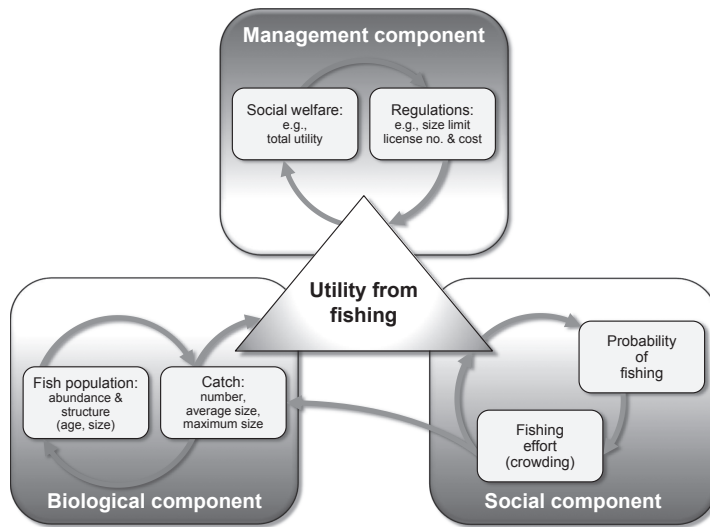 Management component
Social welfare:
e.g.,
total utility
Regulations:
e.g., size limit
license no. & cost
Utility from
fishing
Fish population:
abundance &
structure
(age, size)
Catch:
number,
average size,
maximum size
Biological component
Probability
of
fishing
Fishing
effort
(crowding)
Social component